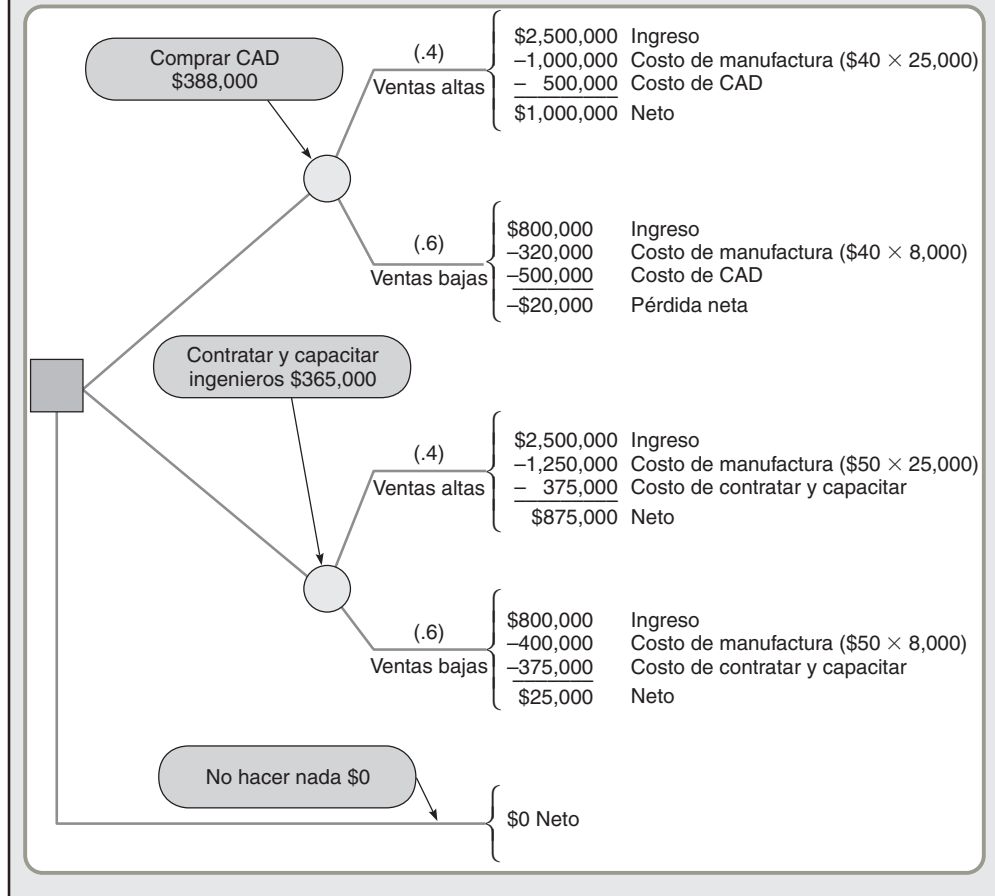 Comprar CAD
$388,000
(.4)
Ventas altas
$2,500,000 Ingreso
–1,000,000 Costo de manufactura ($40 × 25,000)
– 500,000 Costo de CAD
$1,000,000 Neto
(.6)
Ventas bajas
$800,000 Ingreso
–320,000 Costo de manufactura ($40 × 8,000)
–500,000 Costo de CAD
–$20,000 Pérdida neta
Contratar y capacitar
ingenieros $365,000
(.4)
Ventas altas
$2,500,000 Ingreso
–1,250,000 Costo de manufactura ($50 × 25,000)
– 375,000 Costo de contratar y capacitar
$875,000 Neto
(.6)
Ventas bajas
$800,000 Ingreso
–400,000 Costo de manufactura ($50 × 8,000)
–375,000 Costo de contratar y capacitar
$25,000 Neto
No hacer nada $0
$0 Neto